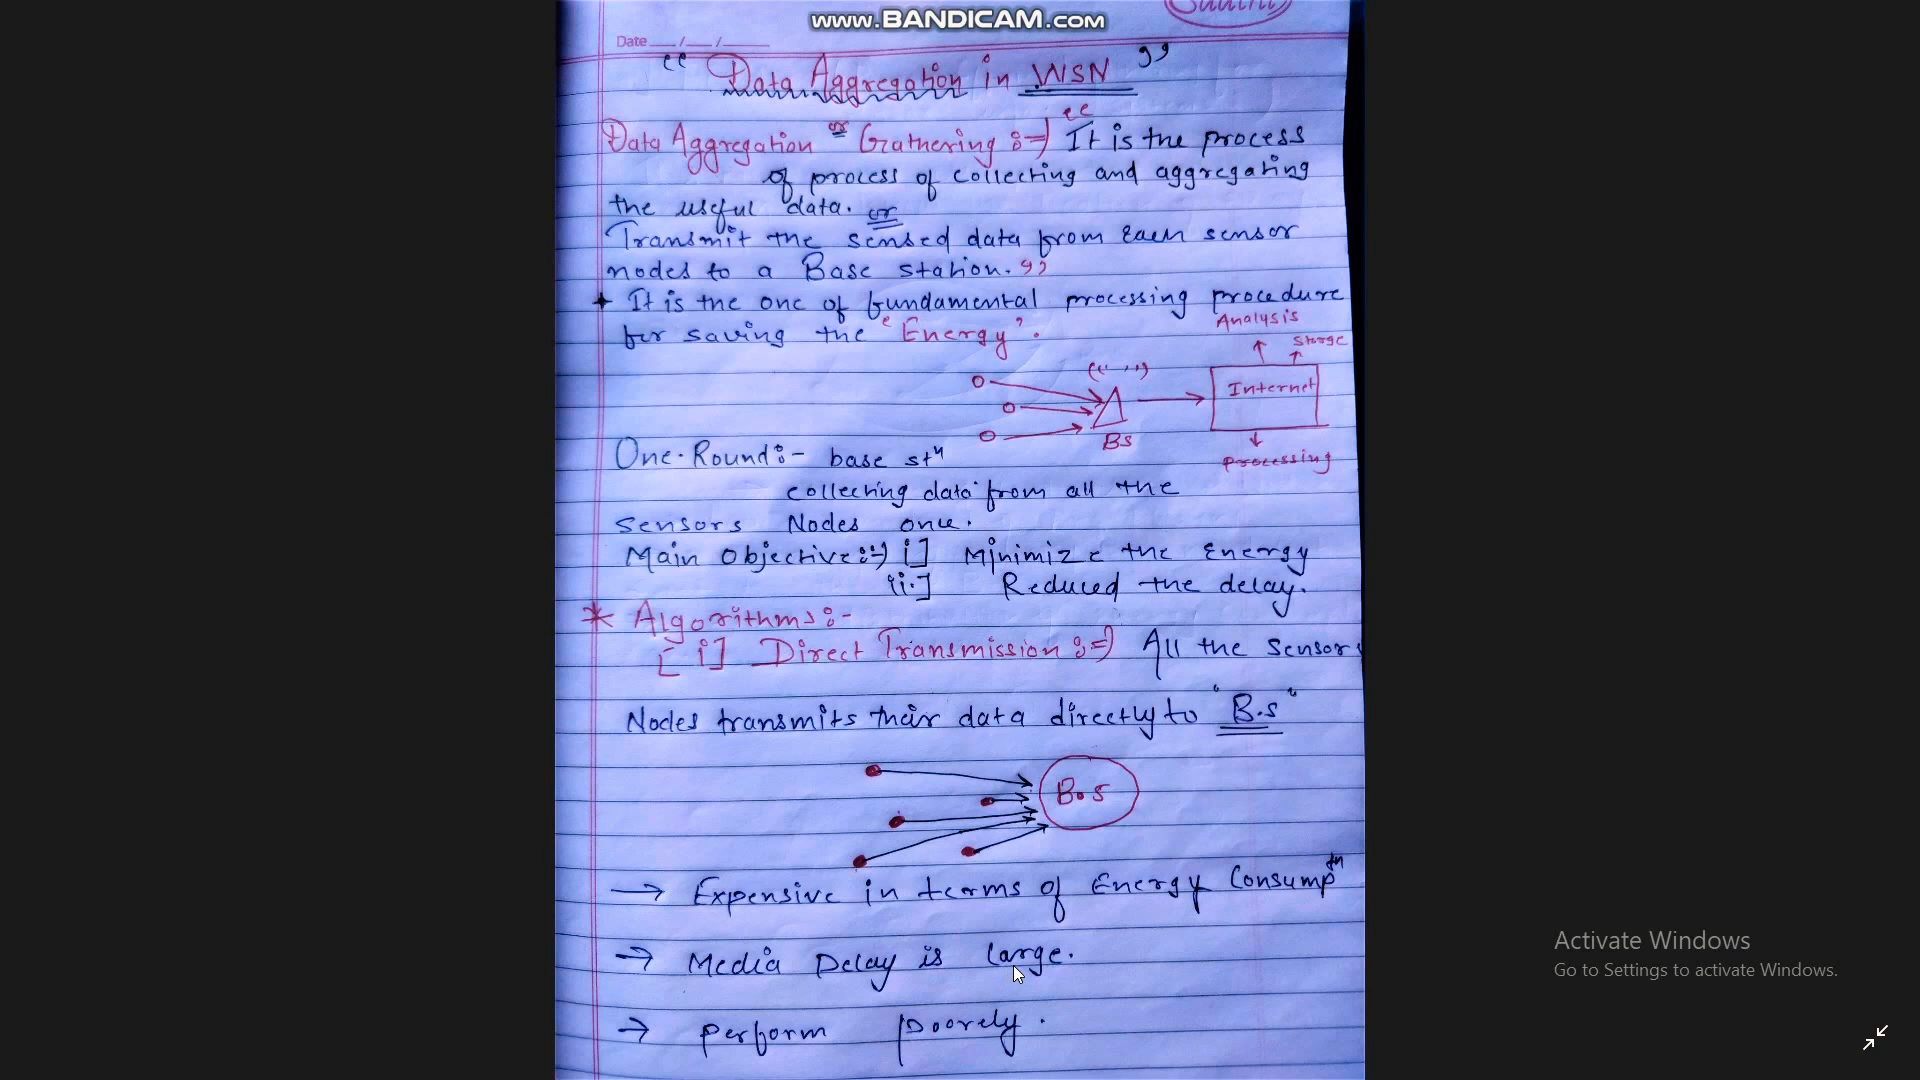 www.BANDICAM.com
Date
" Data Aggregation in WSN "
Data Aggregation or Gathering :-) " It is the process
of process of collecting and aggregating
the useful data. or
Transmit the sensed data from Each sensor
nodes to a Base station."
+ It is the one of fundamental processing procedure
for saving the "Energy".
Analysis
Storge
Internet
BS
Processing
One-Round:- base stn
collecting data from all the
Sensors Nodes once.
Main Objective:-) i] Minimize the Energy
ii.] Reduced the delay.
* Algorithms:-
[i] Direct Transmission :=) All the Sensors
Nodes transmits their data directly to "B.s"
B.S
→ Expensive in terms of Energy Consumptn
→ Media Delay is large.
→ Perform poorely.
Activate Windows
Go to Settings to activate Windows.